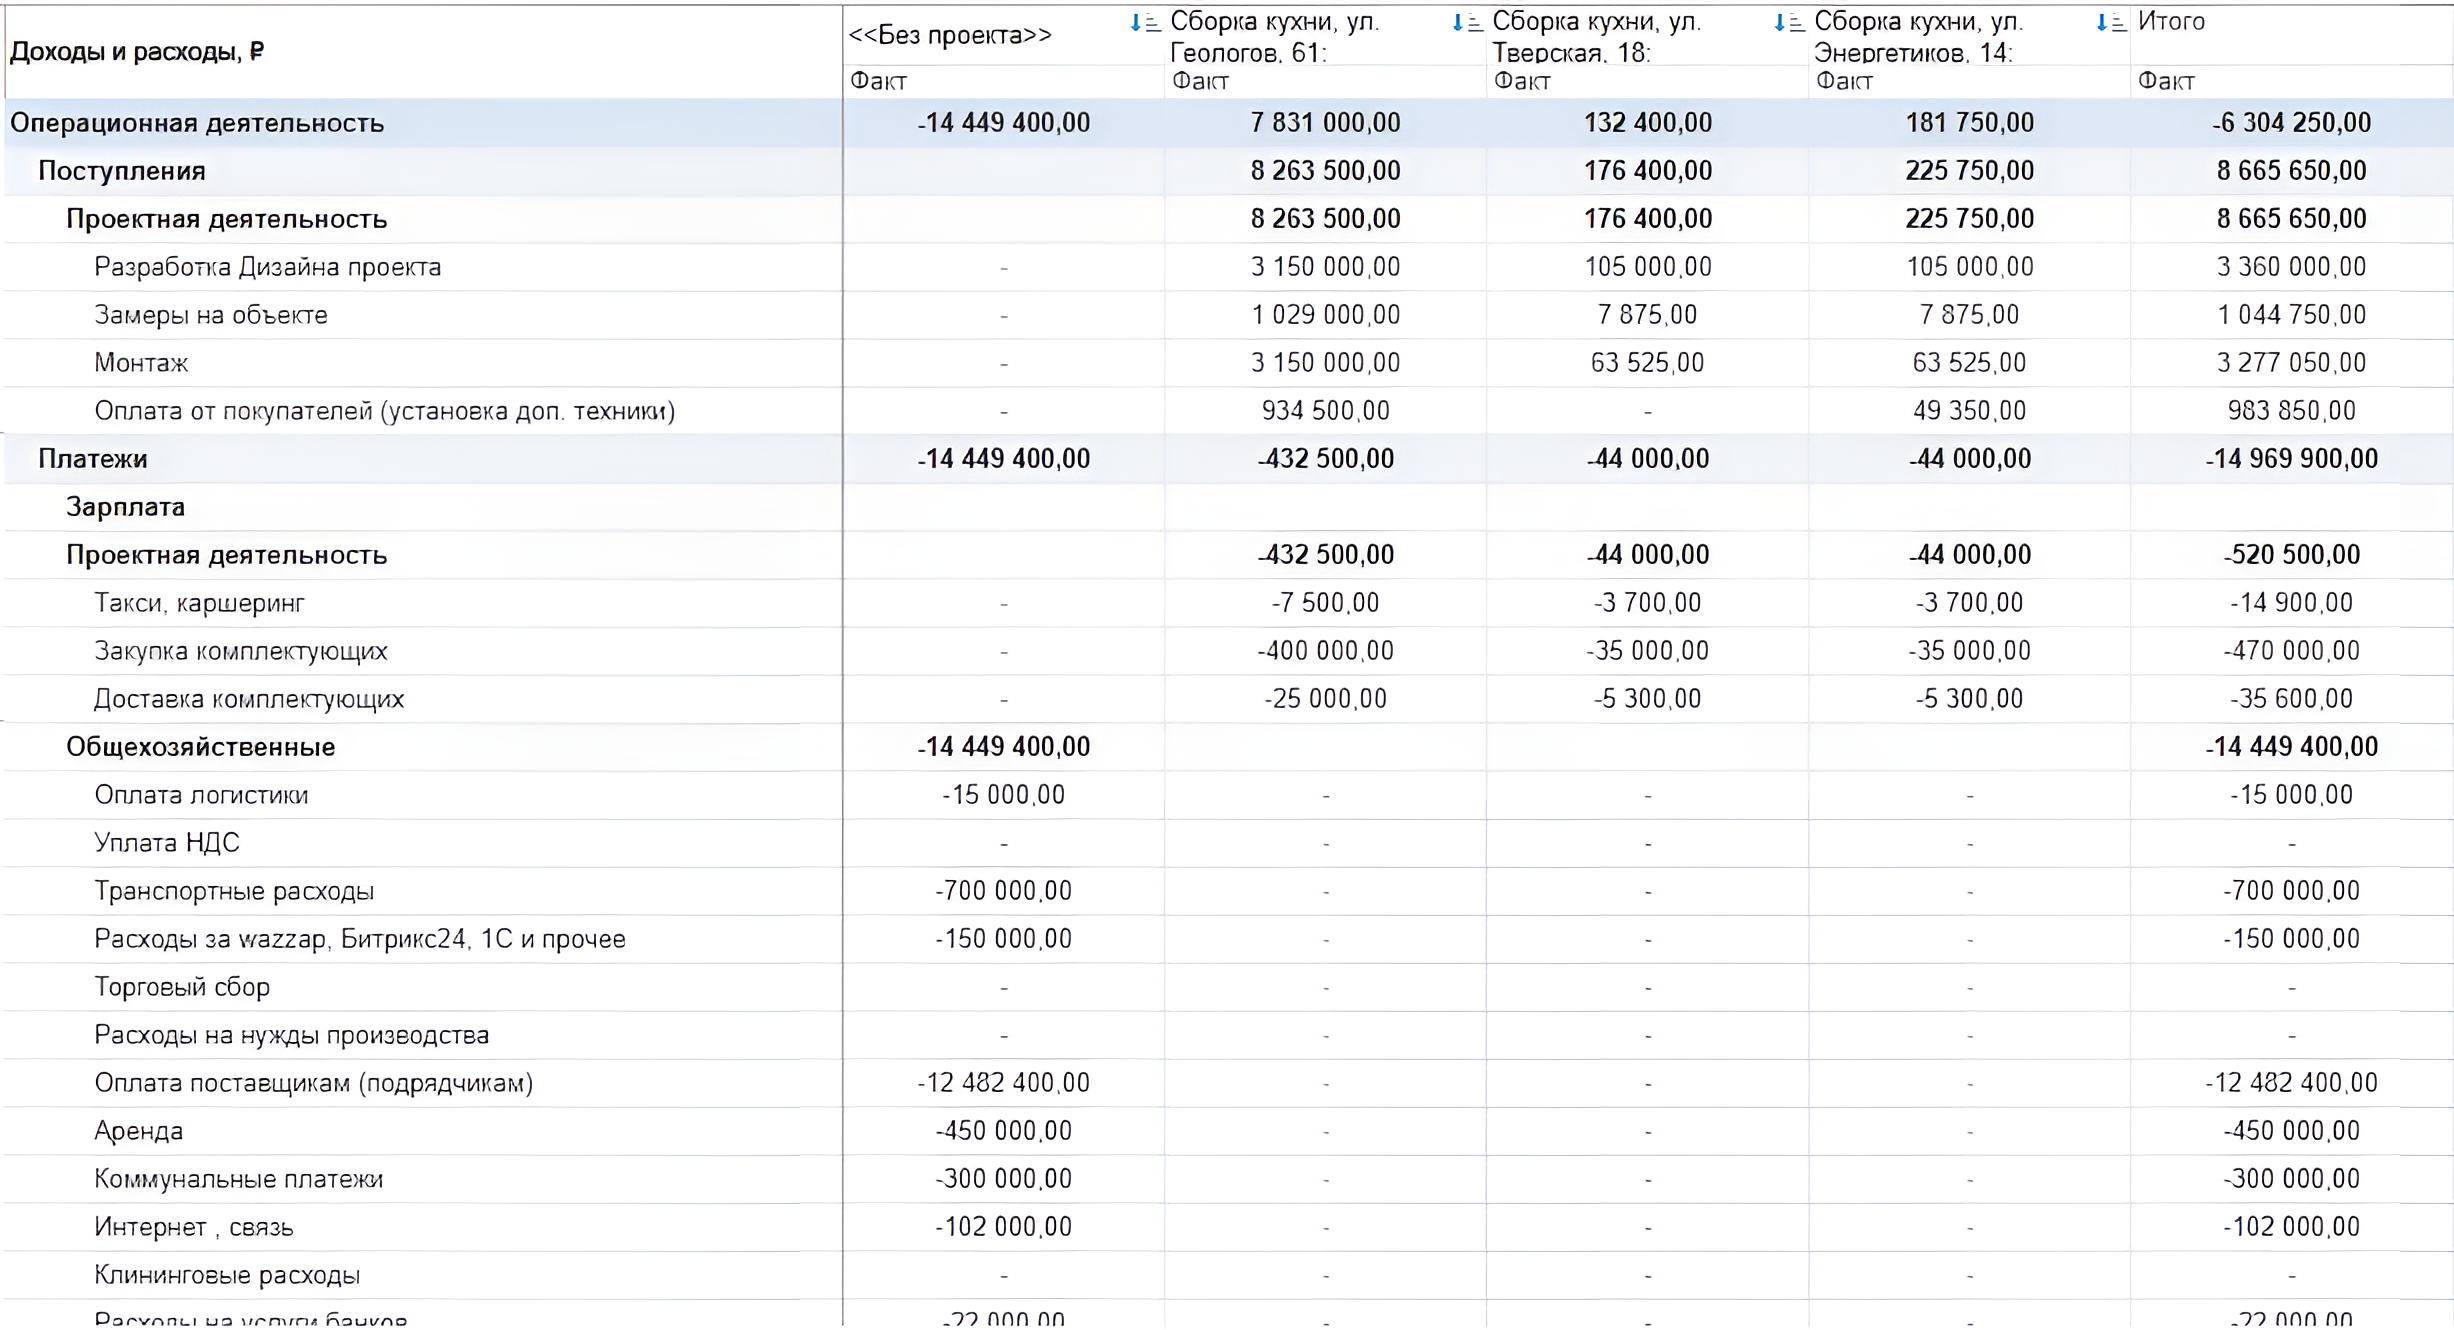 Доходы и расходы, ₽ <<Без проекта>> Сборка кухни, ул. Геологов, 61: Сборка кухни, ул. Тверская, 18: Сборка кухни, ул. Энергетиков, 14: Итого
Факт Факт Факт Факт Факт
Операционная деятельность -14 449 400,00 7 831 000,00 132 400,00 181 750,00 -6 304 250,00
Поступления 8 263 500,00 176 400,00 225 750,00 8 665 650,00
Проектная деятельность 8 263 500,00 176 400,00 225 750,00 8 665 650,00
Разработка Дизайна проекта - 3 150 000,00 105 000,00 105 000,00 3 360 000,00
Замеры на объекте - 1 029 000,00 7 875,00 7 875,00 1 044 750,00
Монтаж - 3 150 000,00 63 525,00 63 525,00 3 277 050,00
Оплата от покупателей (установка доп. техники) - 934 500,00 - 49 350,00 983 850,00
Платежи -14 449 400,00 -432 500,00 -44 000,00 -44 000,00 -14 969 900,00
Зарплата
Проектная деятельность -432 500,00 -44 000,00 -44 000,00 -520 500,00
Такси, каршеринг - -7 500,00 -3 700,00 -3 700,00 -14 900,00
Закупка комплектующих - -400 000,00 -35 000,00 -35 000,00 -470 000,00
Доставка комплектующих - -25 000,00 -5 300,00 -5 300,00 -35 600,00
Общехозяйственные -14 449 400,00 -14 449 400,00
Оплата логистики -15 000,00 - - - -15 000,00
Уплата НДС - - - - -
Транспортные расходы -700 000,00 - - - -700 000,00
Расходы за wazzap, Битрикс24, 1С и прочее -150 000,00 - - - -150 000,00
Торговый сбор - - - - -
Расходы на нужды производства - - - - -
Оплата поставщикам (подрядчикам) -12 482 400,00 - - - -12 482 400,00
Аренда -450 000,00 - - - -450 000,00
Коммунальные платежи -300 000,00 - - - -300 000,00
Интернет , связь -102 000,00 - - - -102 000,00
Клининговые расходы - - - - -
Расходы на услуги банков -22 000,00 - - - -22 000,00